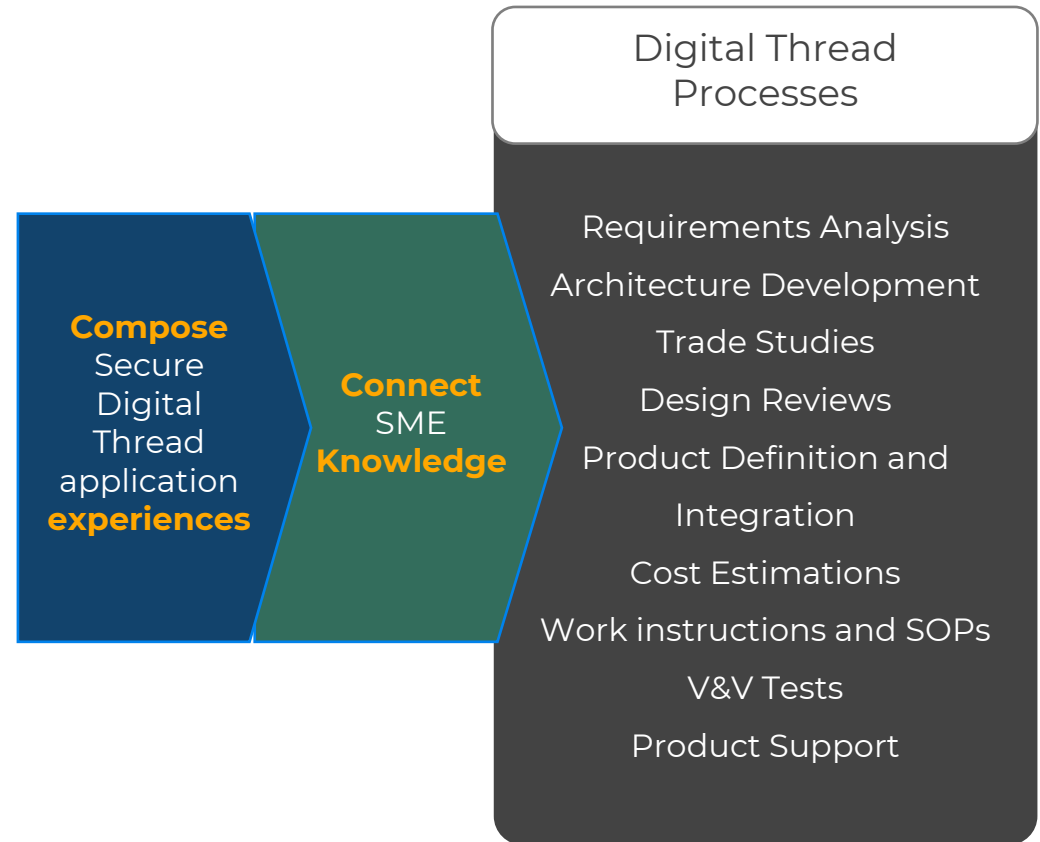 Digital Thread
Processes
Compose
Secure
Digital
Thread
application
experiences
Connect
SME
Knowledge
Requirements Analysis
Architecture Development
Trade Studies
Design Reviews
Product Definition and
Integration
Cost Estimations
Work instructions and SOPs
V&V Tests
Product Support